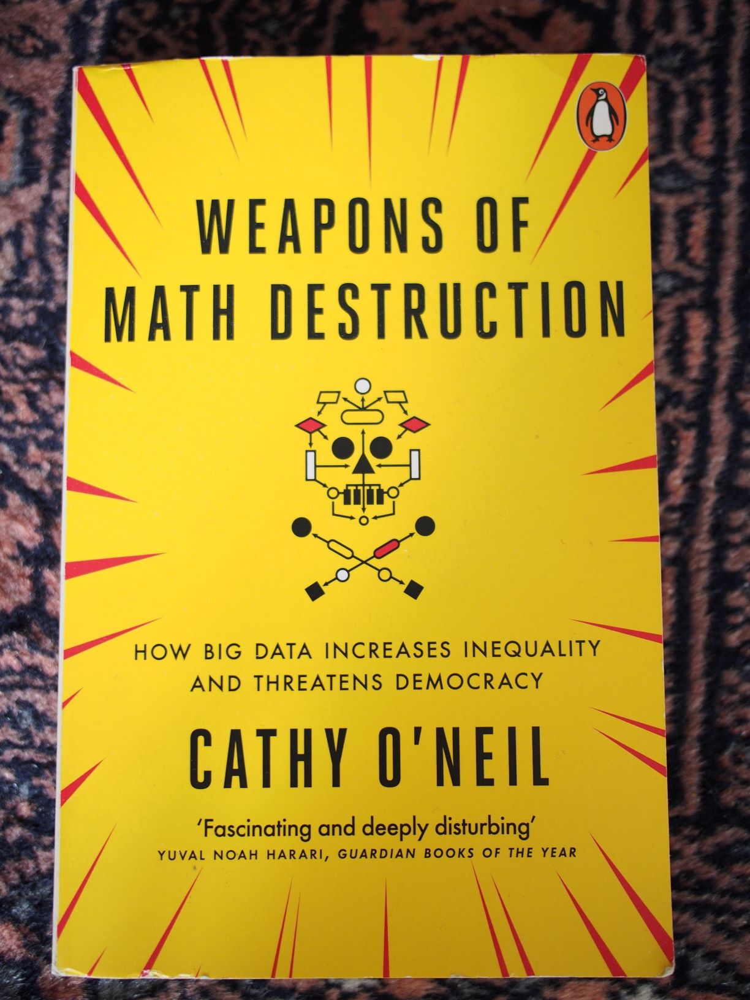 WEAPONS OF
MATH DESTRUCTION
HOW BIG DATA INCREASES INEQUALITY
AND THREATENS DEMOCRACY
CATHY O'NEIL
‘Fascinating and deeply disturbing’
YUVAL NOAH HARARI, GUARDIAN BOOKS OF THE YEAR